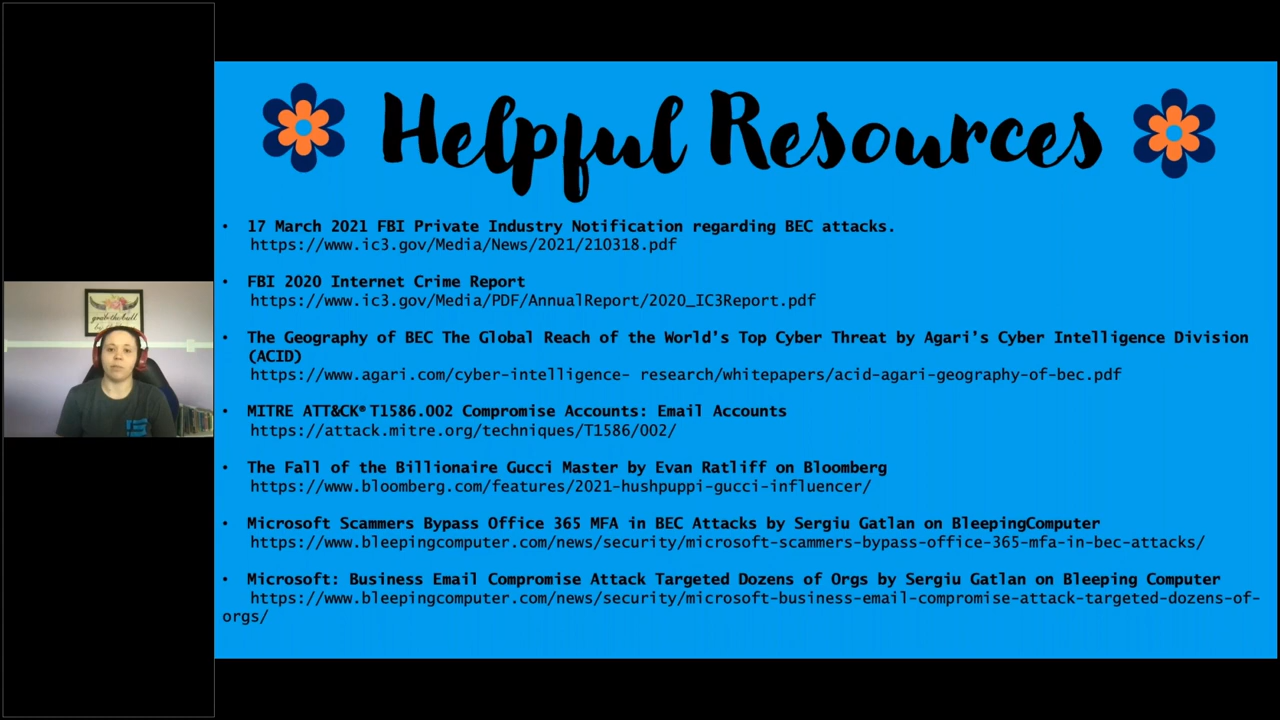 Helpful Resources
• 17 March 2021 FBI Private Industry Notification regarding BEC attacks.
https://www.ic3.gov/Media/News/2021/210318.pdf
• FBI 2020 Internet Crime Report
https://www.ic3.gov/Media/PDF/AnnualReport/2020_IC3Report.pdf
• The Geography of BEC The Global Reach of the World's Top Cyber Threat by Agari's Cyber Intelligence Division
(ACID)
https://www.agari.com/cyber-intelligence- research/whitepapers/acid-agari-geography-of-bec.pdf
• MITRE ATT&CK® T1586.002 Compromise Accounts: Email Accounts
https://attack.mitre.org/techniques/T1586/002/
• The Fall of the Billionaire Gucci Master by Evan Ratliff on Bloomberg
https://www.bloomberg.com/features/2021-hushpuppi-gucci-influencer/
• Microsoft Scammers Bypass Office 365 MFA in BEC Attacks by Sergiu Gatlan on BleepingComputer
https://www.bleepingcomputer.com/news/security/microsoft-scammers-bypass-office-365-mfa-in-bec-attacks/
• Microsoft: Business Email Compromise Attack Targeted Dozens of Orgs by Sergiu Gatlan on Bleeping Computer
https://www.bleepingcomputer.com/news/security/microsoft-business-email-compromise-attack-targeted-dozens-of-
orgs/